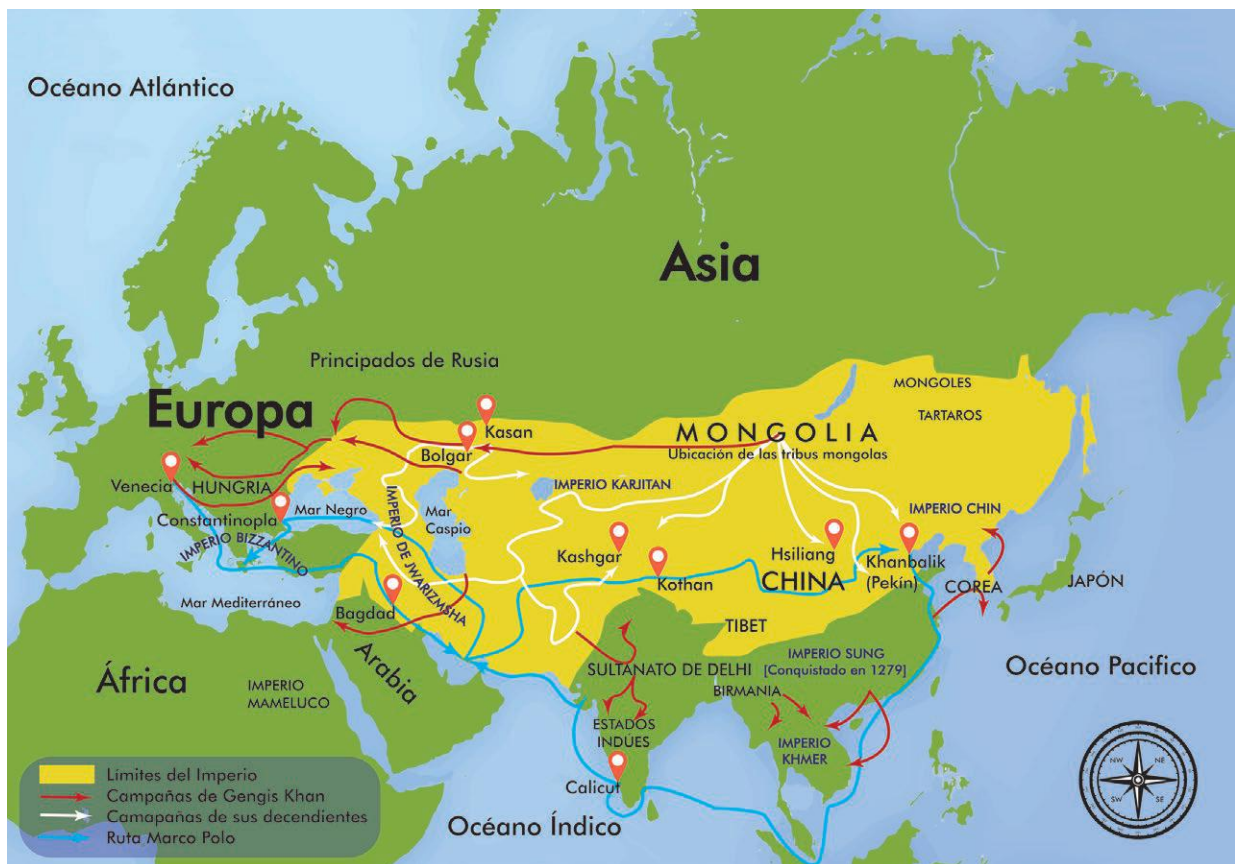 Océano Atlántico
Asia
Principados de Rusia
Europa
MONGOLES
TARTAROS
Kasan
Bolgar
MONGOLIA
Ubicación de las tribus mongolas
Venecia
HUNGRIA
Constantinopla
Mar Negro
IMPERIO BIZZANTINO
IMPERIO DE JWARIZMSHA
Mar
Caspio
IMPERIO KARJITAN
IMPERIO CHIN
Kashgar
Kothan
Hsiliang
CHINA
Khanbalik
(Pekín)
COREA
JAPÓN
Mar Mediterráneo
Bagdad
TIBET
Arabia
África
IMPERIO
MAMELUCO
SULTANATO DE DELHI
IMPERIO SUNG
[Conquistado en 1279]
BIRMANIA
Océano Pacifico
ESTADOS
INDÚES
IMPERIO
KHMER
Calicut
Océano Índico
Límites del Imperio
Campañas de Gengis Khan
Camapañas de sus decendientes
Ruta Marco Polo
NW
NE
SW
SE